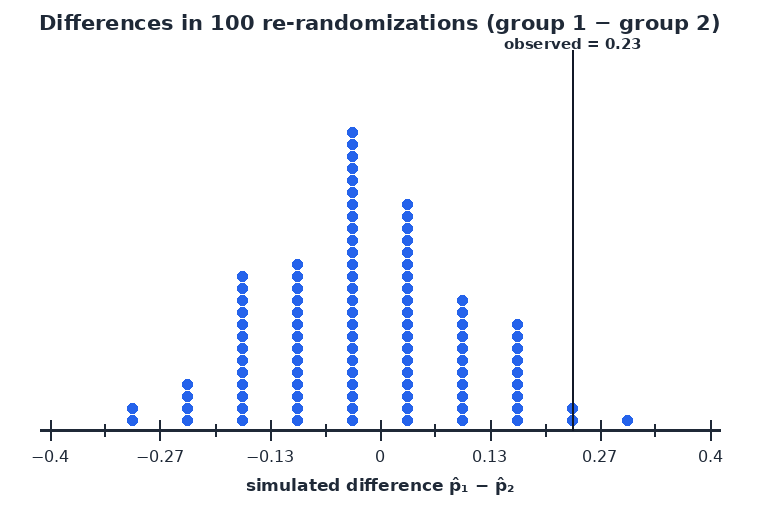 Differences in 100 re-randomizations (group 1 − group 2)
observed = 0.23
−0.4 −0.27 −0.13 0 0.13 0.27 0.4
simulated difference p̂₁ − p̂₂